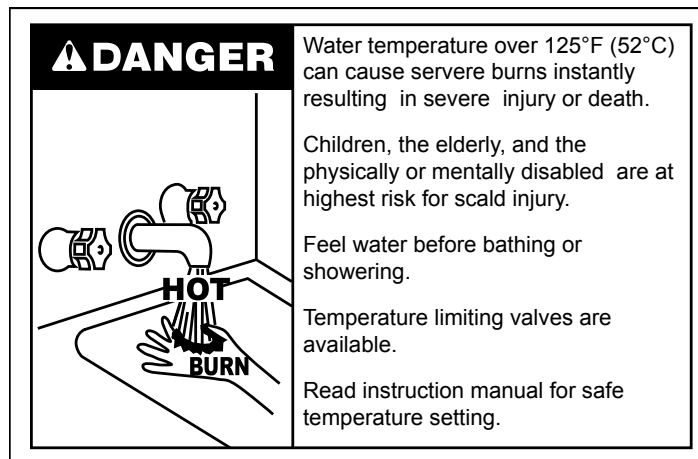 DANGER
HOT
BURN
Water temperature over 125°F (52°C)
can cause servere burns instantly
resulting in severe injury or death.
Children, the elderly, and the
physically or mentally disabled are at
highest risk for scald injury.
Feel water before bathing or
showering.
Temperature limiting valves are
available.
Read instruction manual for safe
temperature setting.